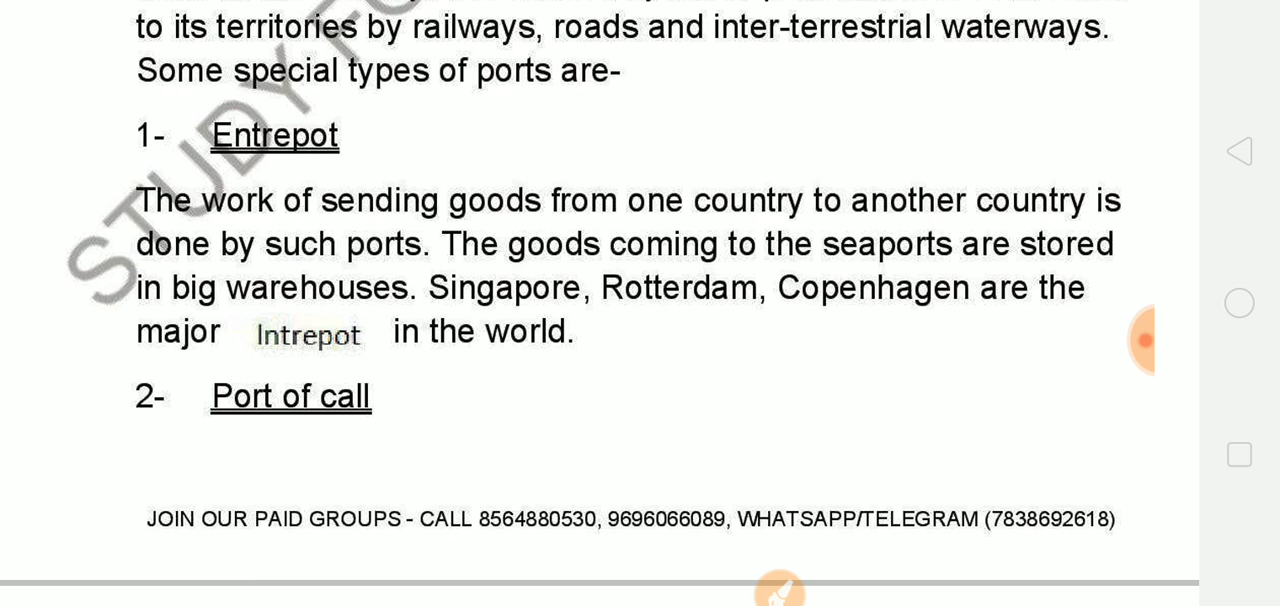 to its territories by railways, roads and inter-terrestrial waterways.
Some special types of ports are-
1- Entrepot
The work of sending goods from one country to another country is
done by such ports. The goods coming to the seaports are stored
in big warehouses. Singapore, Rotterdam, Copenhagen are the
major Intrepot in the world.
2- Port of call
JOIN OUR PAID GROUPS - CALL 8564880530, 9696066089, WHATSAPP/TELEGRAM (7838692618)
STUDY FO